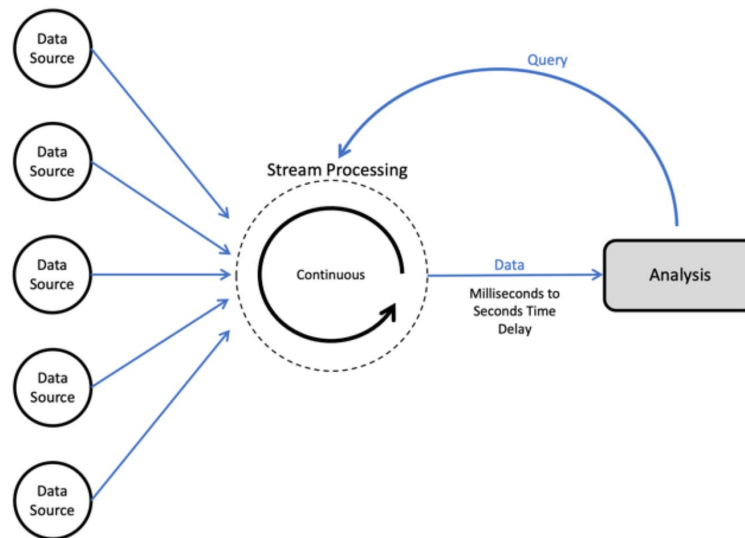 Data
Source
Data
Source
Data
Source
Data
Source
Data
Source
Query
Stream Processing
Continuous
Data
Milliseconds to
Seconds Time
Delay
Analysis